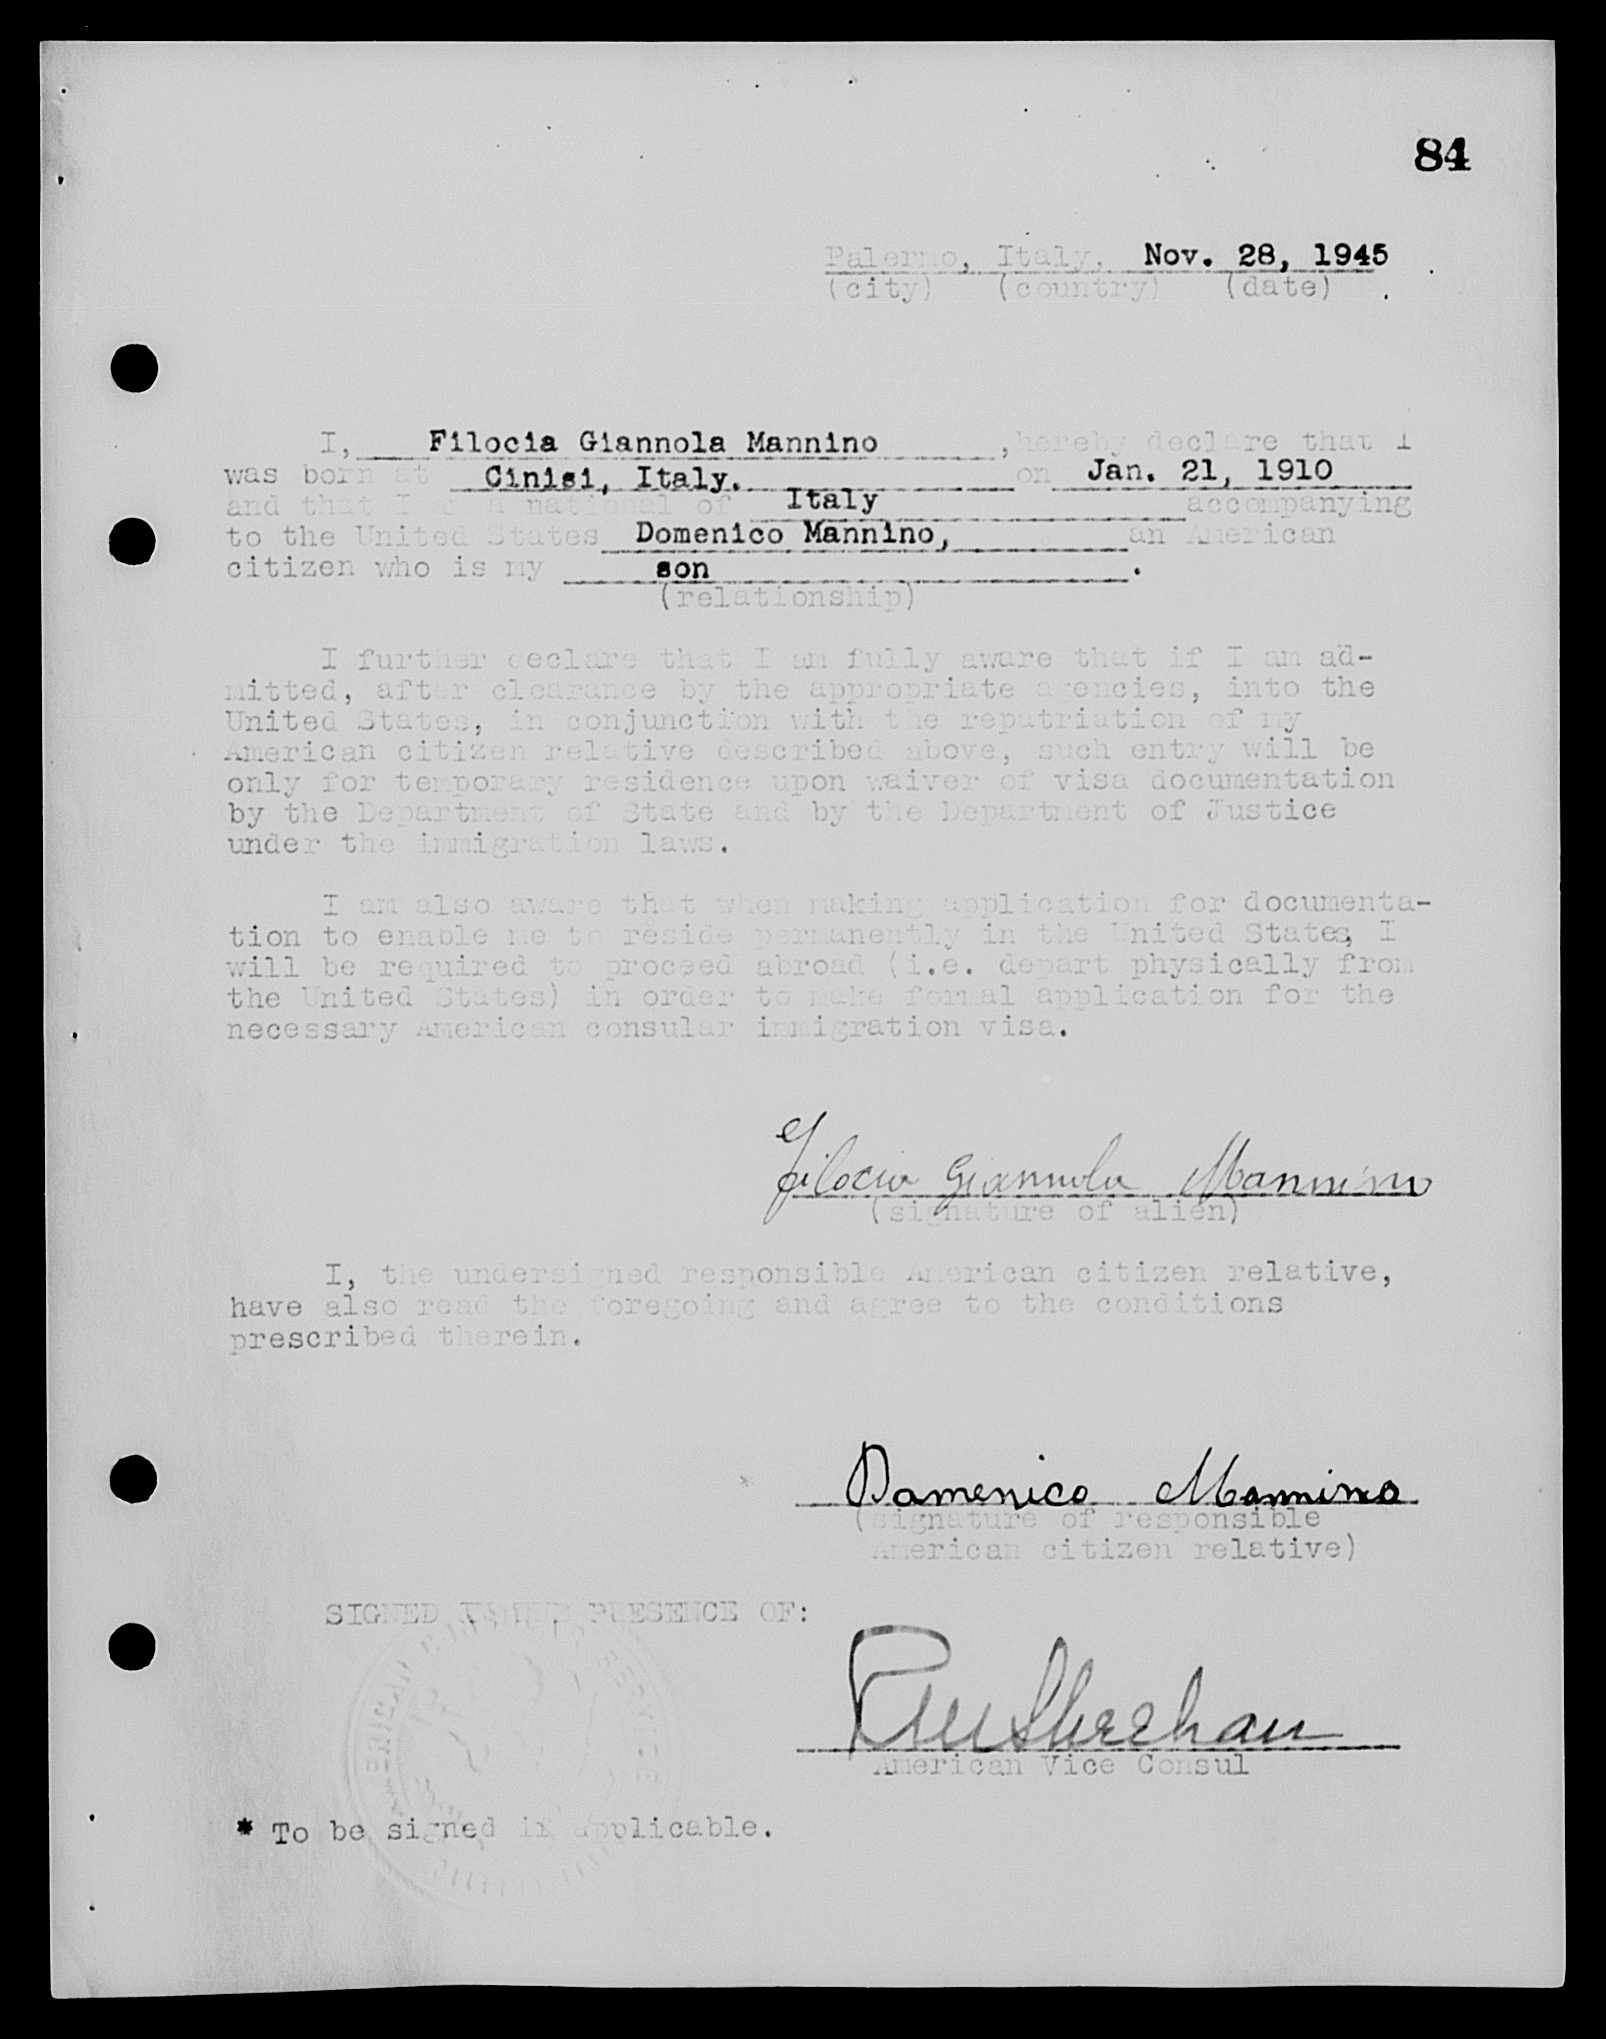 84
Palermo, Italy, Nov. 28, 1945
(city) (country) (date)
I, Filocia Giannola Mannino, hereby declare that I
was born at Cinisi, Italy. on Jan. 21, 1910
and that I am a national of Italy accompanying
to the United States Domenico Mannino, an American
citizen who is my son.
(relationship)
I further declare that I am fully aware that if I am ad-
mitted, after clearance by the appropriate agencies, into the
United States, in conjunction with the repatriation of my
American citizen relative described above, such entry will be
only for temporary residence upon waiver of visa documentation
by the Department of State and by the Department of Justice
under the immigration laws.
I am also aware that when making application for documenta-
tion to enable me to reside permanently in the United States, I
will be required to proceed abroad (i.e. depart physically from
the United States) in order to make formal application for the
necessary American consular immigration visa.
Filocia Giannola Mannino
(signature of alien)
I, the undersigned responsible American citizen relative,
have also read the foregoing and agree to the conditions
prescribed therein.
* Domenico Mannino
(signature of responsible
American citizen relative)
SIGNED IN THE PRESENCE OF:
Sheehan
American Vice Consul
* To be signed if applicable.